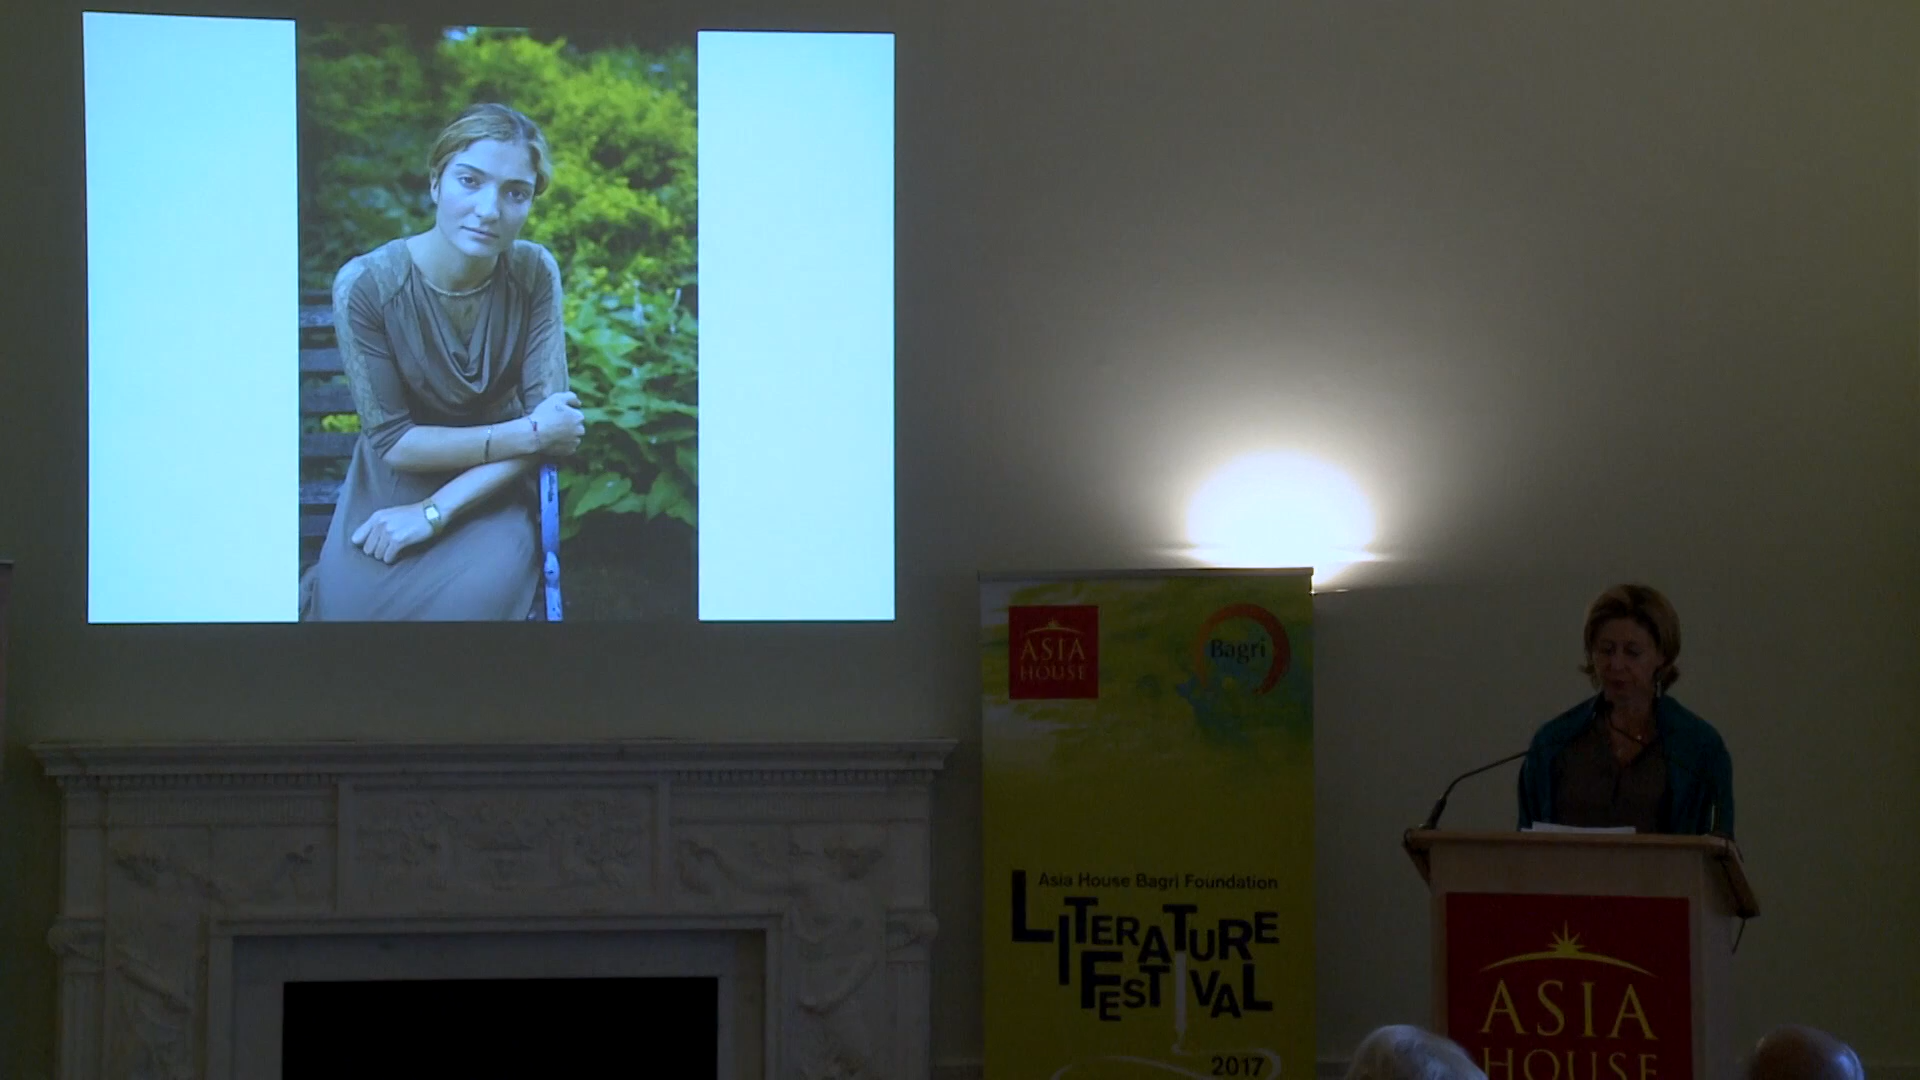 ASIA
HOUSE
Bagri
Asia House Bagri Foundation
LITERATURE
FESTIVAL
2017
ASIA
HOUSE